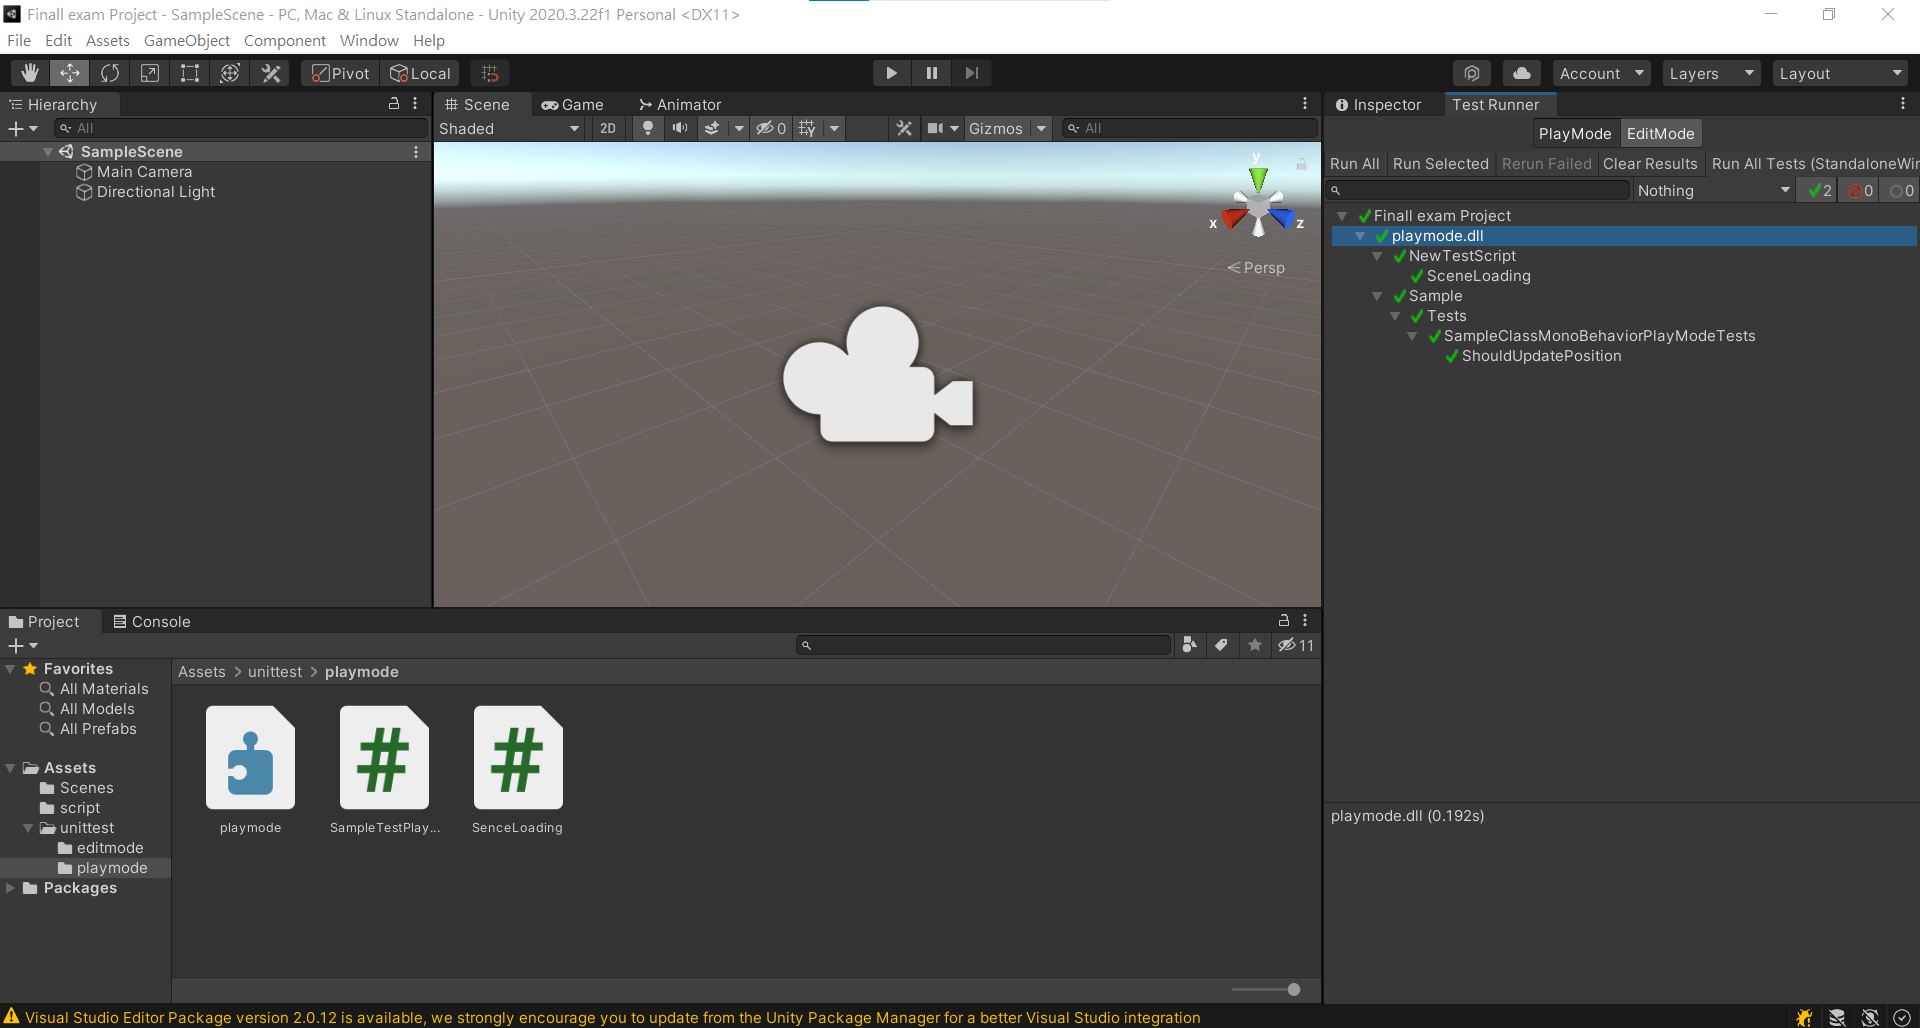 Finall exam Project - SampleScene - PC, Mac & Linux Standalone - Unity 2020.3.22f1 Personal <DX11>
File Edit Assets GameObject Component Window Help
Pivot Local Account Layers Layout
Hierarchy
All
SampleScene
Main Camera
Directional Light
Scene Game Animator
Shaded 2D 0 Gizmos All
y
x
z
Persp
Inspector Test Runner
PlayMode EditMode
Run All Run Selected Rerun Failed Clear Results Run All Tests (StandaloneWin
Nothing 2 0 0
Finall exam Project
playmode.dll
NewTestScript
SceneLoading
Sample
Tests
SampleClassMonoBehaviorPlayModeTests
ShouldUpdatePosition
playmode.dll (0.192s)
Project Console
11
Favorites
All Materials
All Models
All Prefabs
Assets
Scenes
script
unittest
editmode
playmode
Packages
Assets > unittest > playmode
playmode SampleTestPlay... SenceLoading
Visual Studio Editor Package version 2.0.12 is available, we strongly encourage you to update from the Unity Package Manager for a better Visual Studio integration